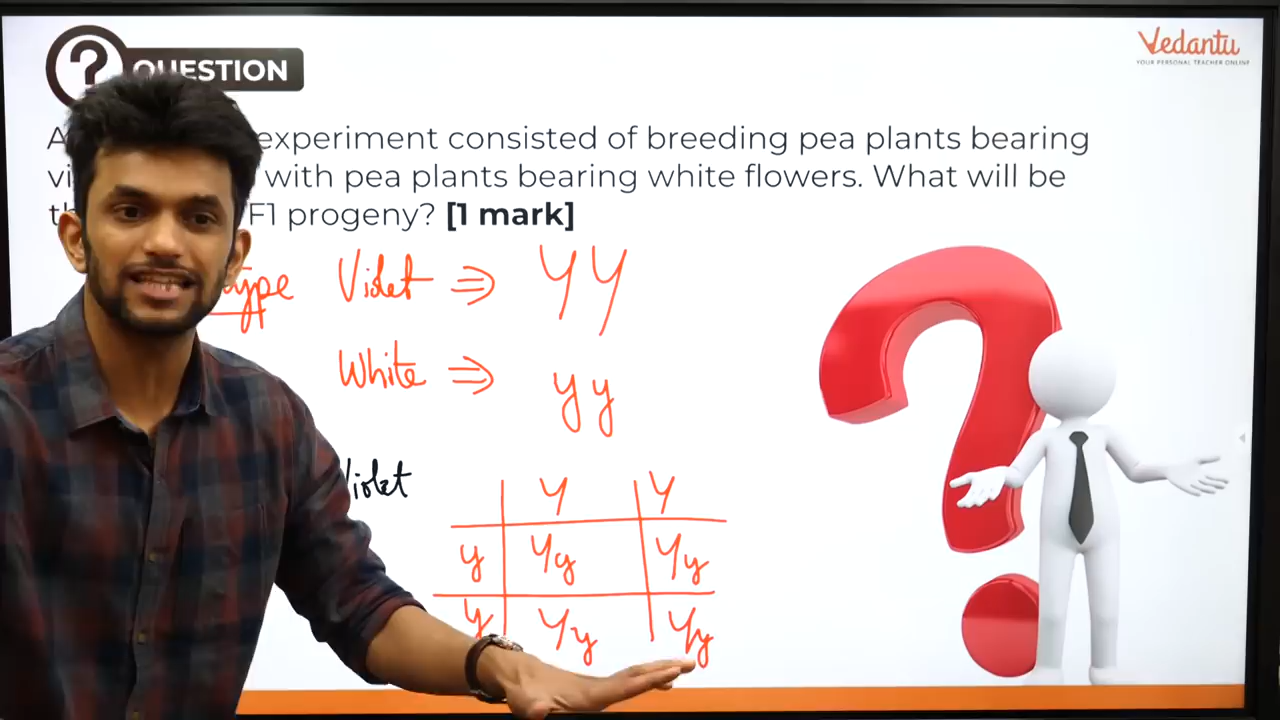 QUESTION
Vedantu
YOUR PERSONAL TEACHER ONLINE
A experiment consisted of breeding pea plants bearing
vi with pea plants bearing white flowers. What will be
th F1 progeny? [1 mark]
type Violet ⇒ YY
White ⇒ yy
Violet
Y Y
y Yy Yy
y Yy Yy